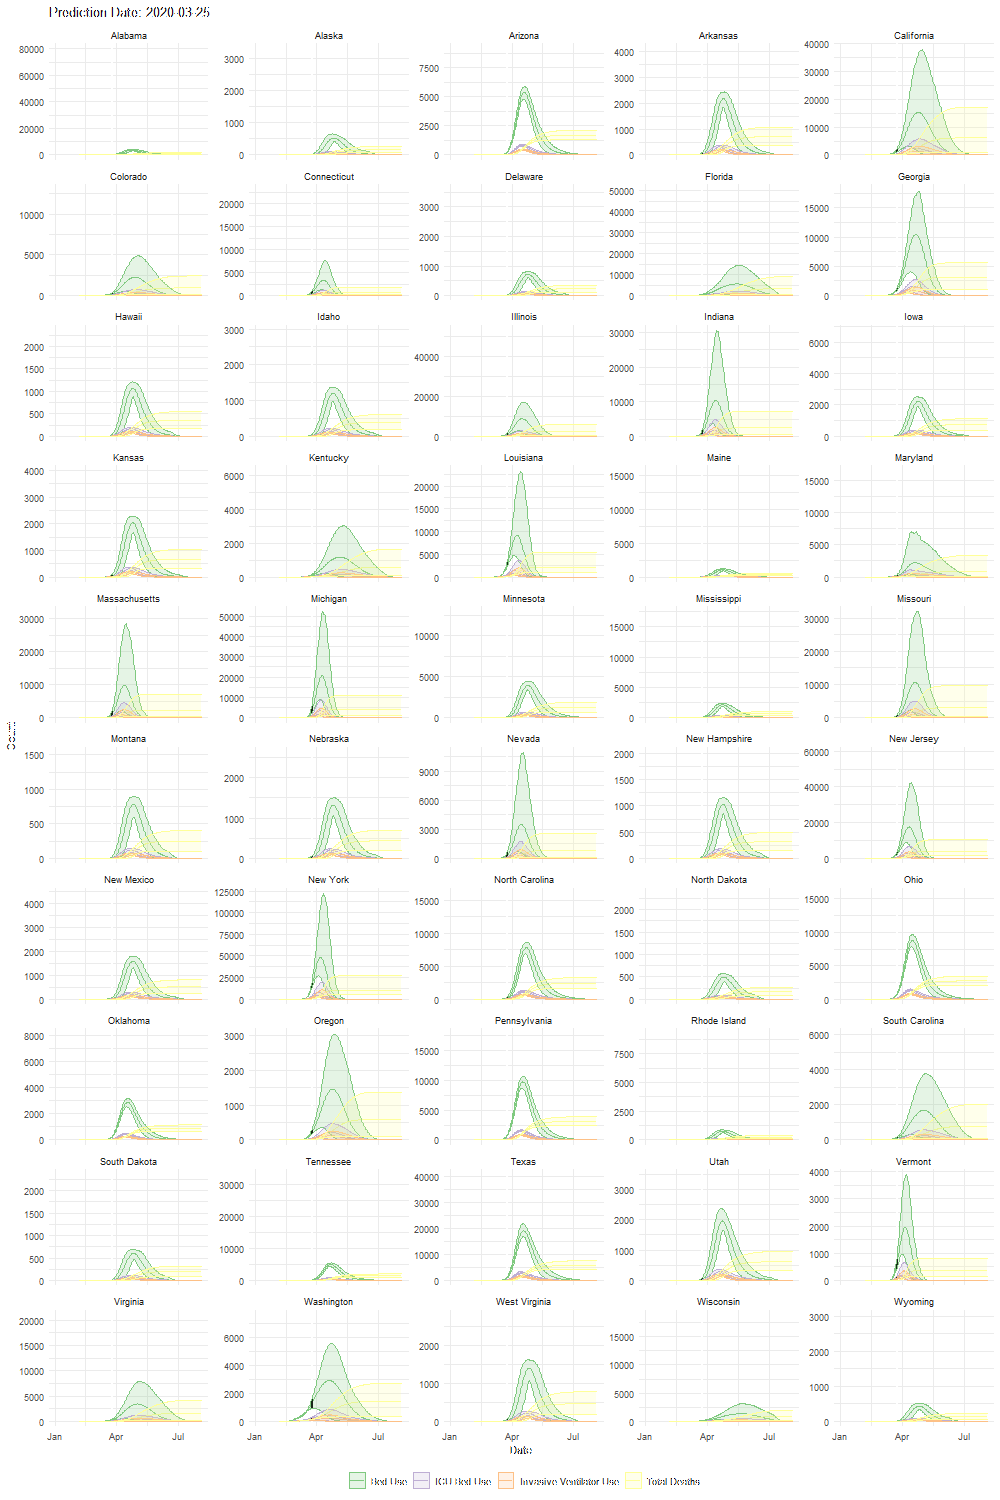 Prediction Date: 2020-03-25
Alabama Alaska Arizona Arkansas California
80000 60000 40000 20000 0
3000 2000 1000 0
7500 5000 2500 0
4000 3000 2000 1000 0
40000 30000 20000 10000 0
Colorado Connecticut Delaware Florida Georgia
10000 5000 0
20000 15000 10000 5000 0
3000 2000 1000 0
50000 40000 30000 20000 10000 0
15000 10000 5000 0
Hawaii Idaho Illinois Indiana Iowa
2000 1500 1000 500 0
3000 2000 1000 0
40000 20000 0
30000 20000 10000 0
6000 4000 2000 0
Kansas Kentucky Louisiana Maine Maryland
4000 3000 2000 1000 0
6000 4000 2000 0
20000 15000 10000 5000 0
15000 10000 5000 0
15000 10000 5000 0
Massachusetts Michigan Minnesota Mississippi Missouri
30000 20000 10000 0
50000 40000 30000 20000 10000 0
10000 5000 0
15000 10000 5000 0
30000 20000 10000 0
Count
Montana Nebraska Nevada New Hampshire New Jersey
1500 1000 500 0
2000 1000 0
9000 6000 3000 0
2000 1500 1000 500 0
60000 40000 20000 0
New Mexico New York North Carolina North Dakota Ohio
4000 3000 2000 1000 0
125000 100000 75000 50000 25000 0
15000 10000 5000 0
2000 1500 1000 500 0
15000 10000 5000 0
Oklahoma Oregon Pennsylvania Rhode Island South Carolina
8000 6000 4000 2000 0
3000 2000 1000 0
15000 10000 5000 0
7500 5000 2500 0
6000 4000 2000 0
South Dakota Tennessee Texas Utah Vermont
2000 1500 1000 500 0
30000 20000 10000 0
40000 30000 20000 10000 0
3000 2000 1000 0
4000 3000 2000 1000 0
Virginia Washington West Virginia Wisconsin Wyoming
20000 15000 10000 5000 0
6000 4000 2000 0
2000 1000 0
15000 10000 5000 0
3000 2000 1000 0
Jan Apr Jul Jan Apr Jul Jan Apr Jul Jan Apr Jul Jan Apr Jul
Date
Bed Use ICU Bed Use Invasive Ventilator Use Total Deaths